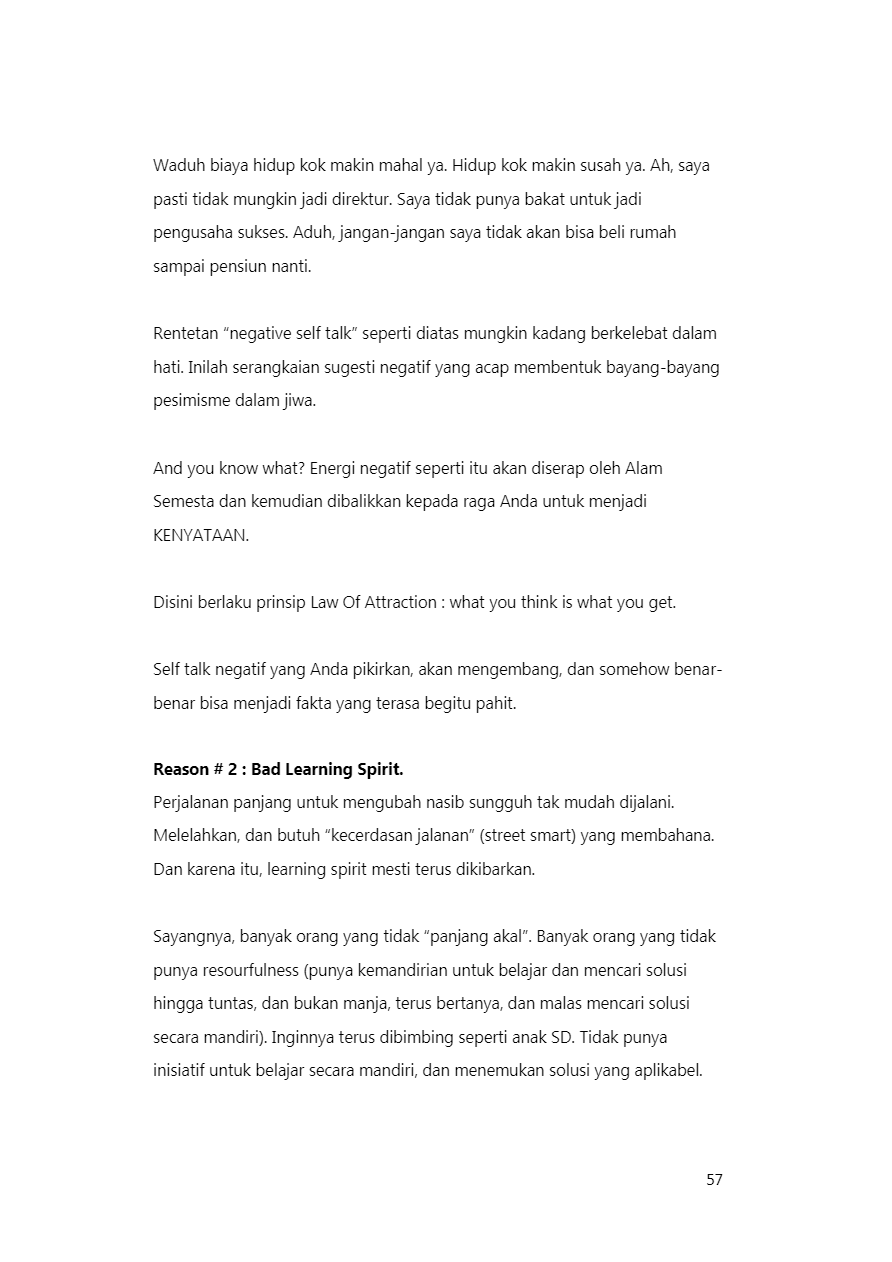 Waduh biaya hidup kok makin mahal ya. Hidup kok makin susah ya. Ah, saya
pasti tidak mungkin jadi direktur. Saya tidak punya bakat untuk jadi
pengusaha sukses. Aduh, jangan-jangan saya tidak akan bisa beli rumah
sampai pensiun nanti.
Rentetan “negative self talk” seperti diatas mungkin kadang berkelebat dalam
hati. Inilah serangkaian sugesti negatif yang acap membentuk bayang-bayang
pesimisme dalam jiwa.
And you know what? Energi negatif seperti itu akan diserap oleh Alam
Semesta dan kemudian dibalikkan kepada raga Anda untuk menjadi
KENYATAAN.
Disini berlaku prinsip Law Of Attraction : what you think is what you get.
Self talk negatif yang Anda pikirkan, akan mengembang, dan somehow benar-
benar bisa menjadi fakta yang terasa begitu pahit.
Reason # 2 : Bad Learning Spirit.
Perjalanan panjang untuk mengubah nasib sungguh tak mudah dijalani.
Melelahkan, dan butuh “kecerdasan jalanan” (street smart) yang membahana.
Dan karena itu, learning spirit mesti terus dikibarkan.
Sayangnya, banyak orang yang tidak “panjang akal”. Banyak orang yang tidak
punya resourfulness (punya kemandirian untuk belajar dan mencari solusi
hingga tuntas, dan bukan manja, terus bertanya, dan malas mencari solusi
secara mandiri). Inginnya terus dibimbing seperti anak SD. Tidak punya
inisiatif untuk belajar secara mandiri, dan menemukan solusi yang aplikabel.
57